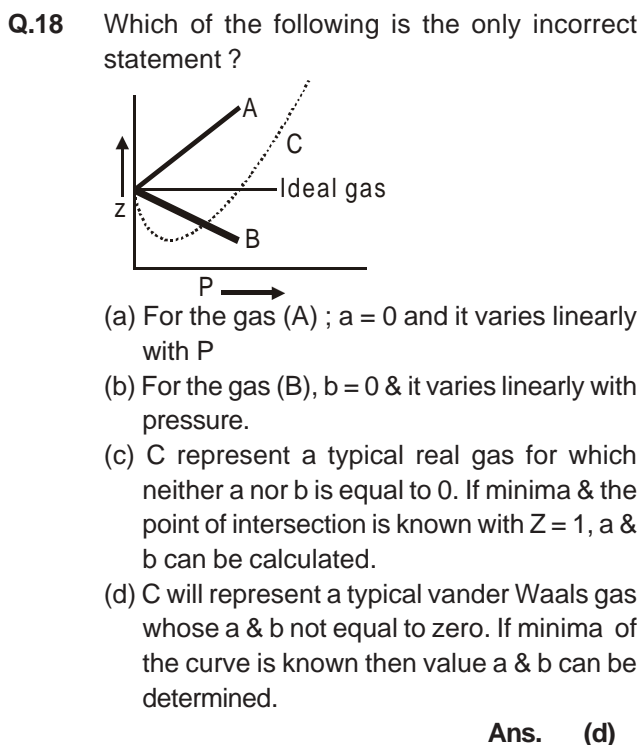 Q.18 Which of the following is the only incorrect
statement ?
A
C
Ideal gas
z
B
P
(a) For the gas (A) ; a = 0 and it varies linearly
with P
(b) For the gas (B), b = 0 & it varies linearly with
pressure.
(c) C represent a typical real gas for which
neither a nor b is equal to 0. If minima & the
point of intersection is known with Z = 1, a &
b can be calculated.
(d) C will represent a typical vander Waals gas
whose a & b not equal to zero. If minima of
the curve is known then value a & b can be
determined.
Ans. (d)